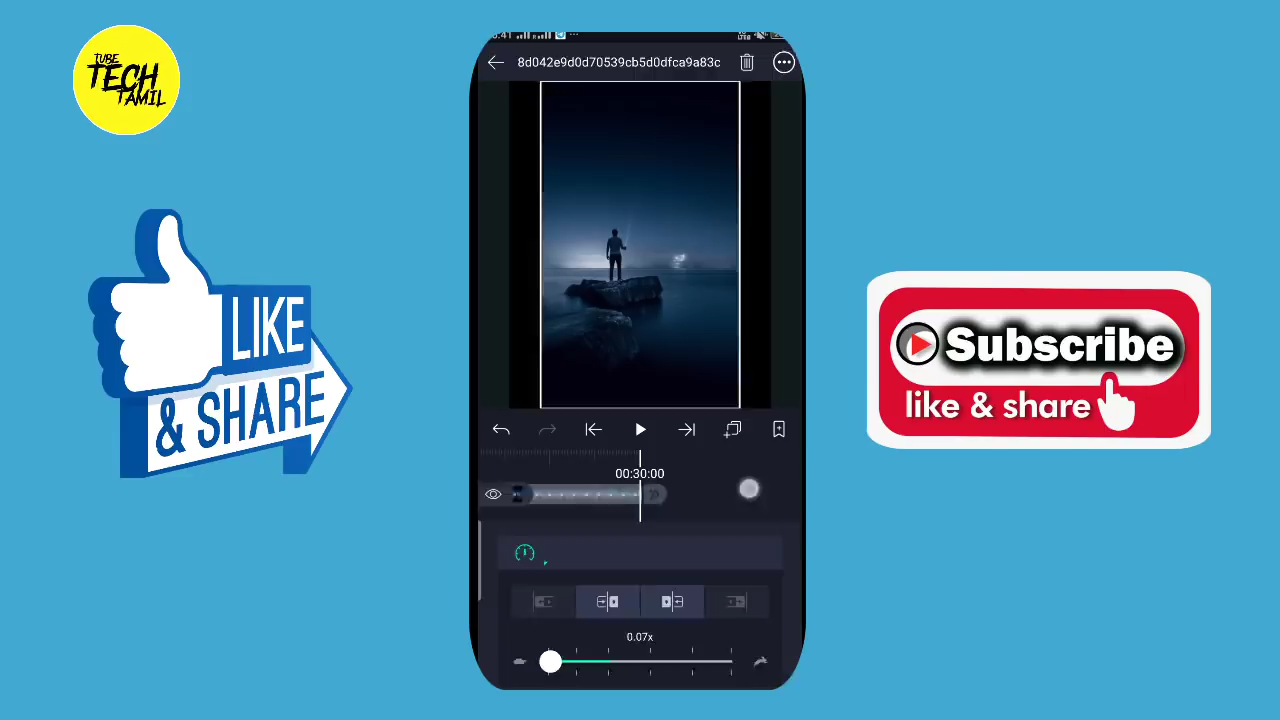 TUBE
TECH
TAMIL
8d042e9d0d70539cb5d0dfca9a83c
LIKE
& SHARE
Subscribe
like & share
00:30:00
0.07x